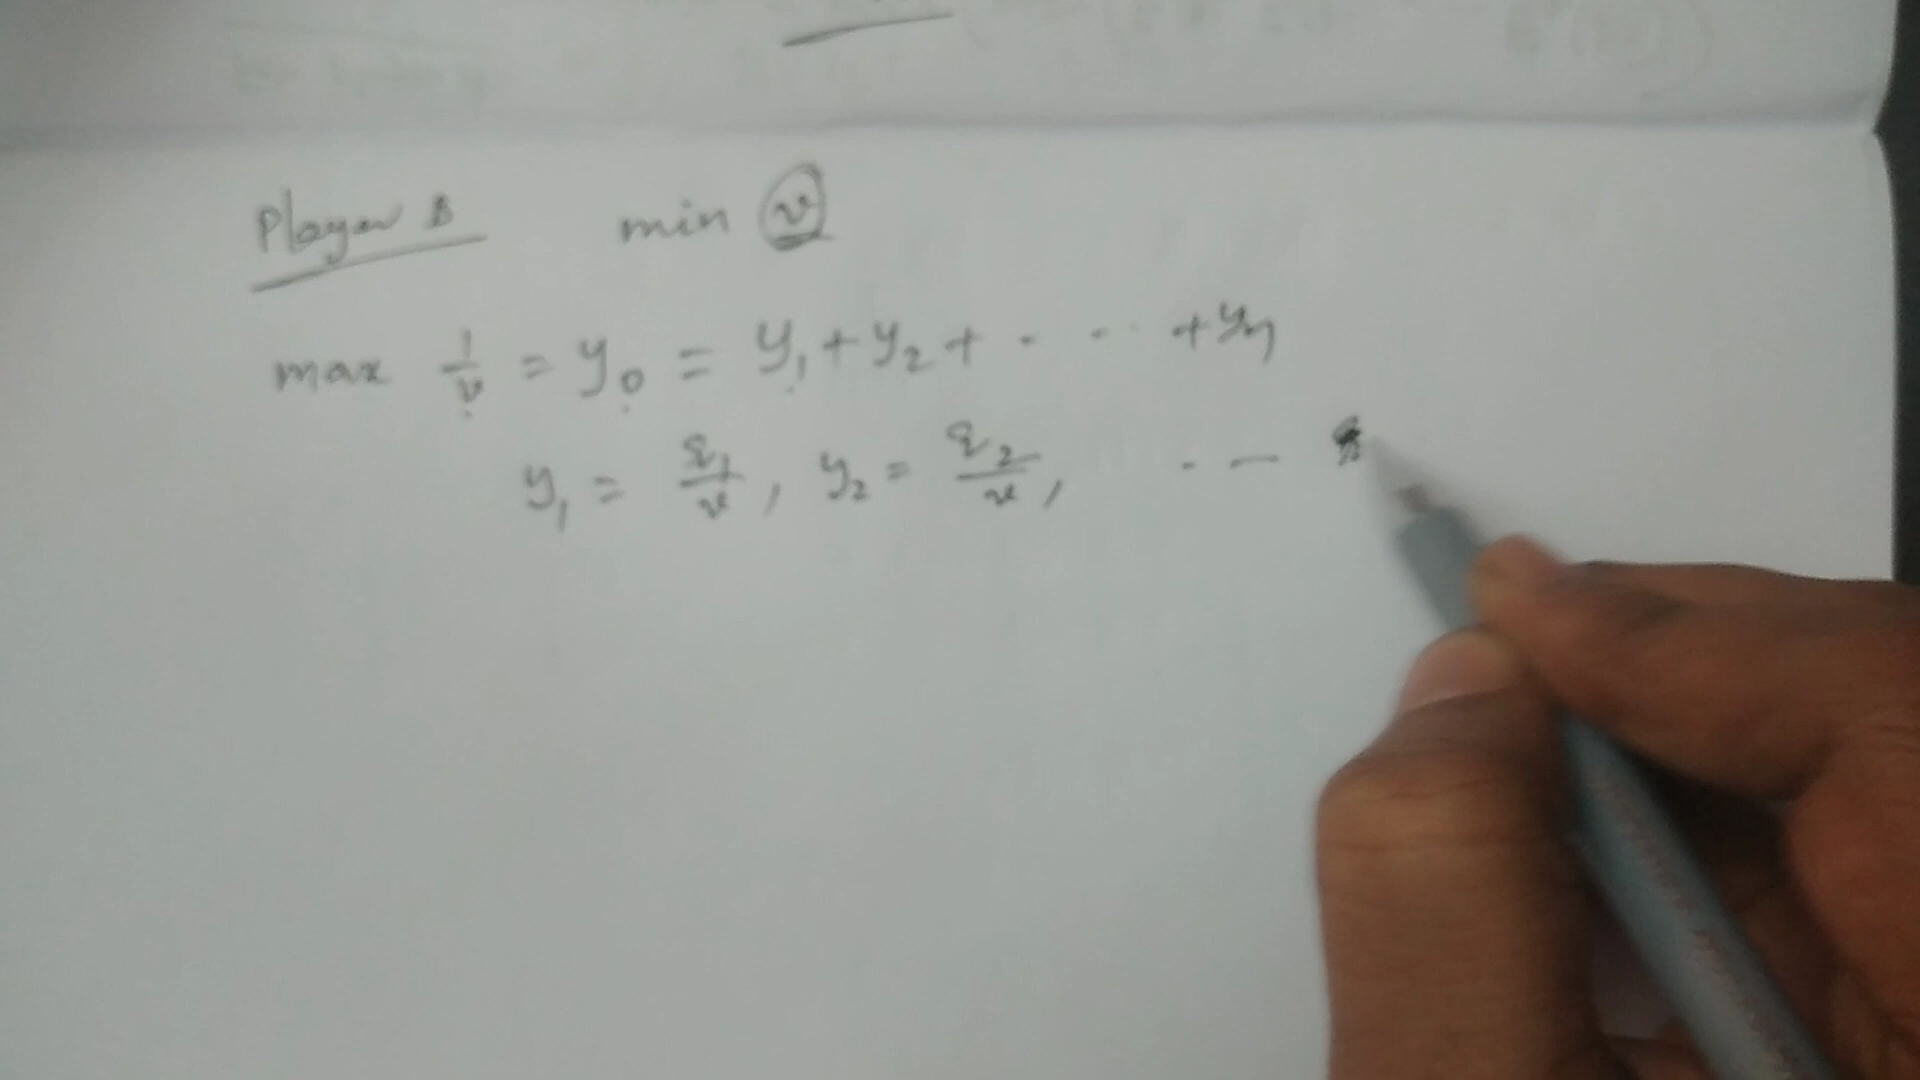 Player B min v
max 1/v = y0 = y1 + y2 + . . . + yn
y1 = q1/v, y2 = q2/v, . . —